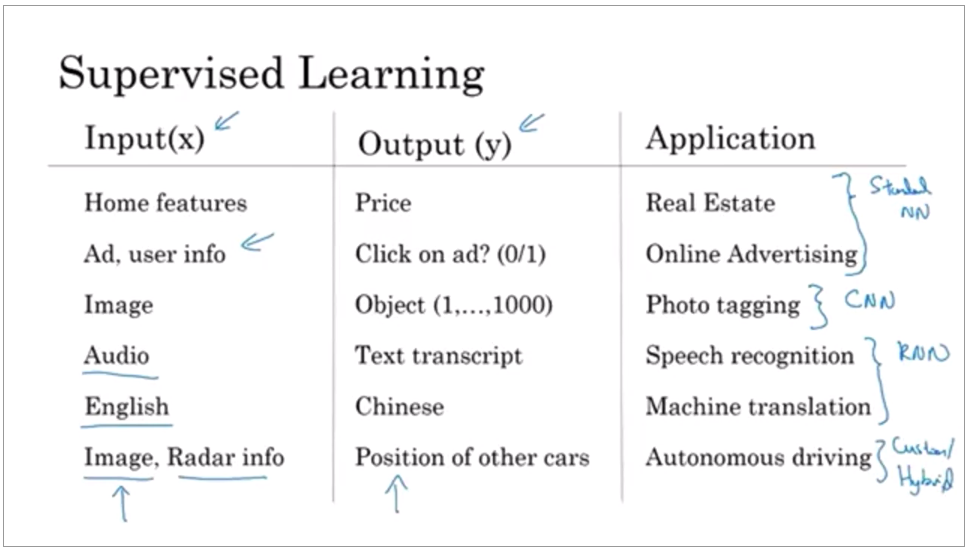 Supervised Learning
Input(x) Output (y) Application
Home features Price Real Estate
Standard
NN
Ad, user info Click on ad? (0/1) Online Advertising
Image Object (1,...,1000) Photo tagging CNN
Audio Text transcript Speech recognition RNN
English Chinese Machine translation
Image, Radar info Position of other cars Autonomous driving Custom/
Hybrid